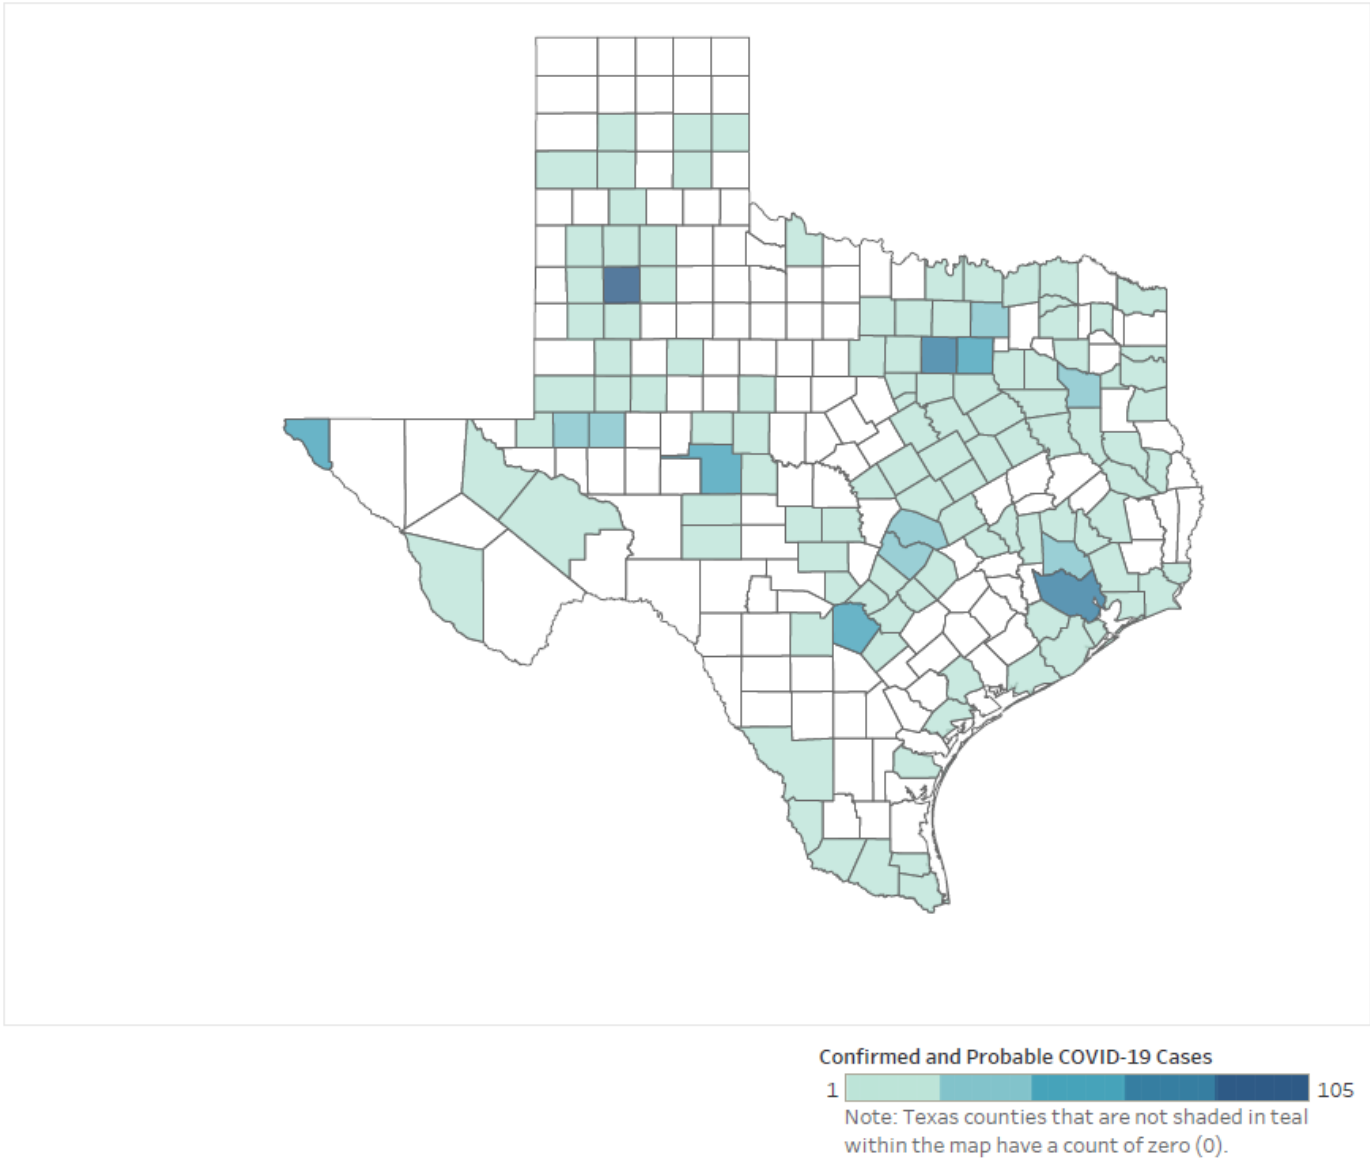 Confirmed and Probable COVID-19 Cases
1 105
Note: Texas counties that are not shaded in teal
within the map have a count of zero (0).